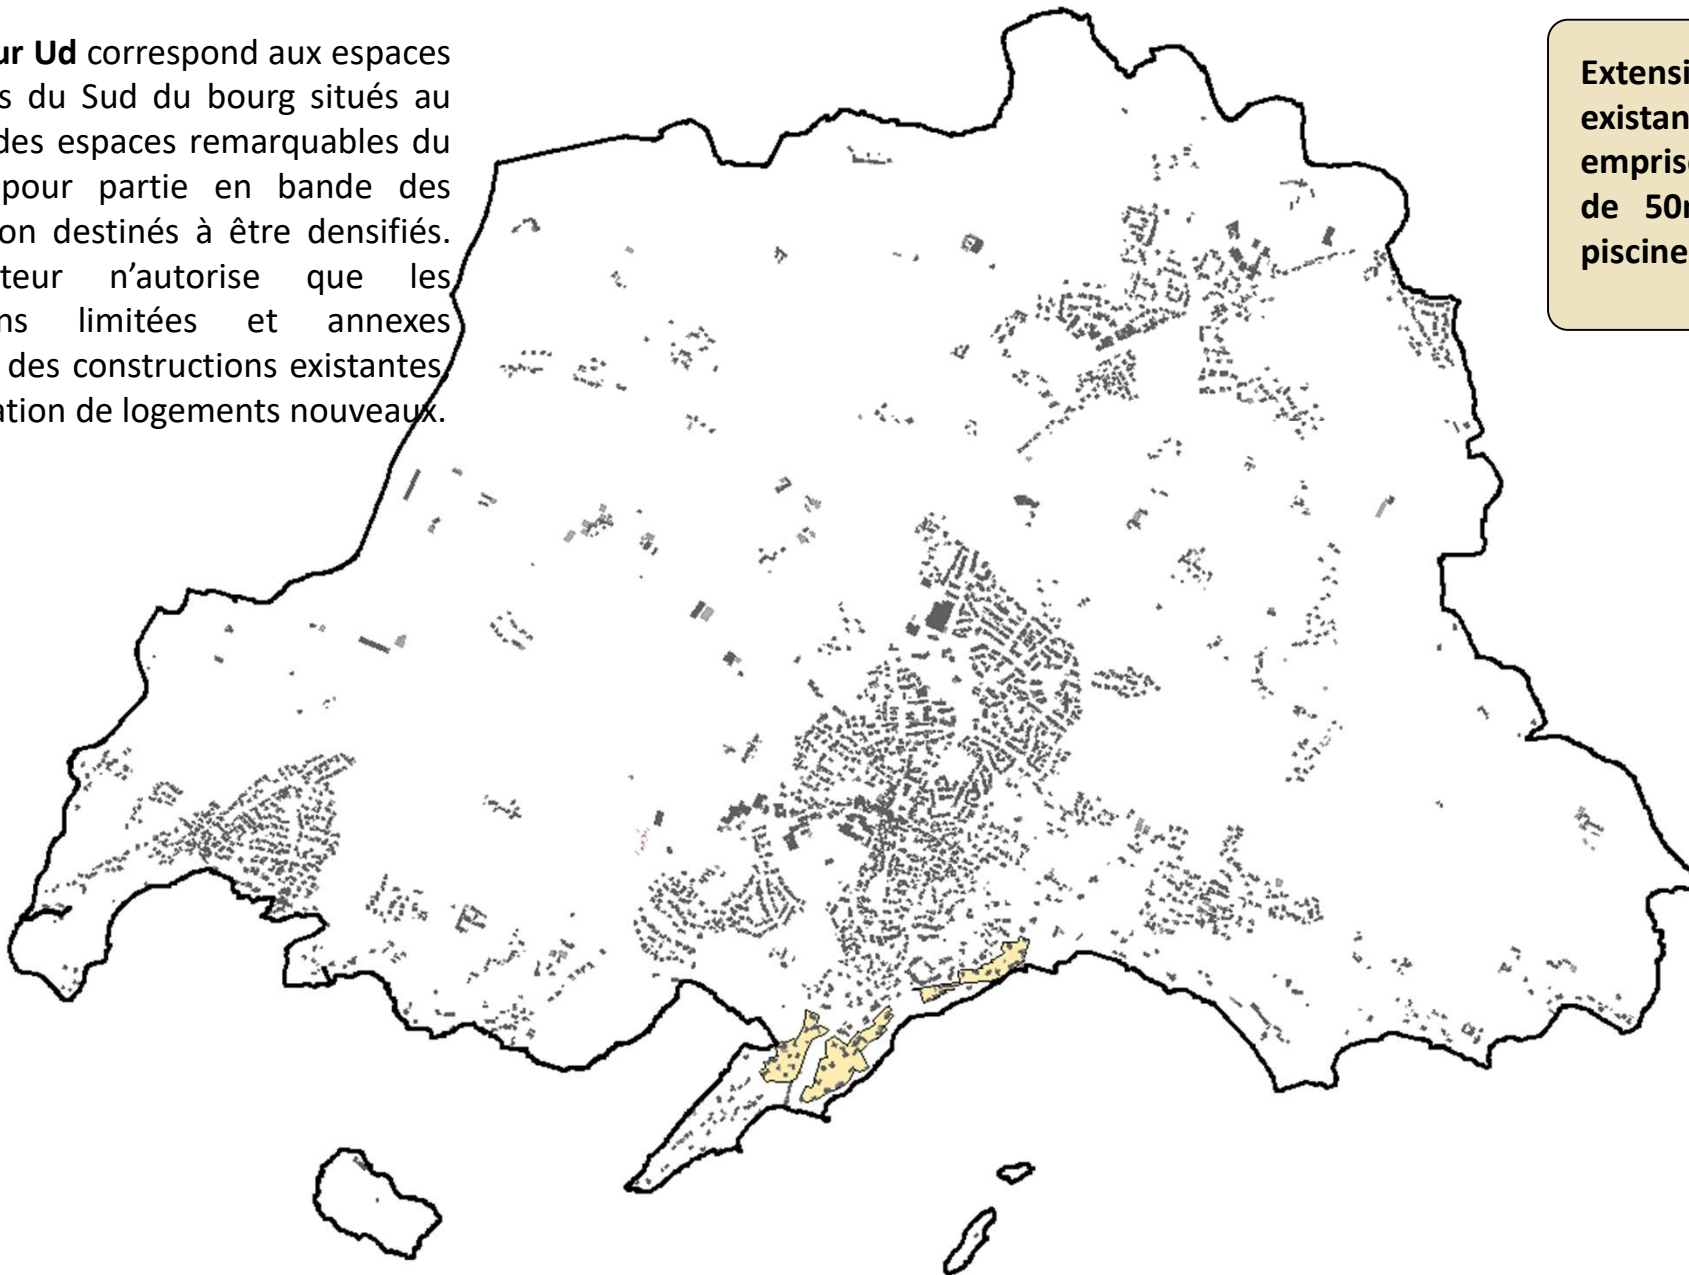 ur Ud correspond aux espaces
s du Sud du bourg situés au
des espaces remarquables du
pour partie en bande des
on destinés à être densifiés.
teur n’autorise que les
ns limitées et annexes
des constructions existantes,
ation de logements nouveaux.
Extensi
existan
emprise
de 50m
piscine